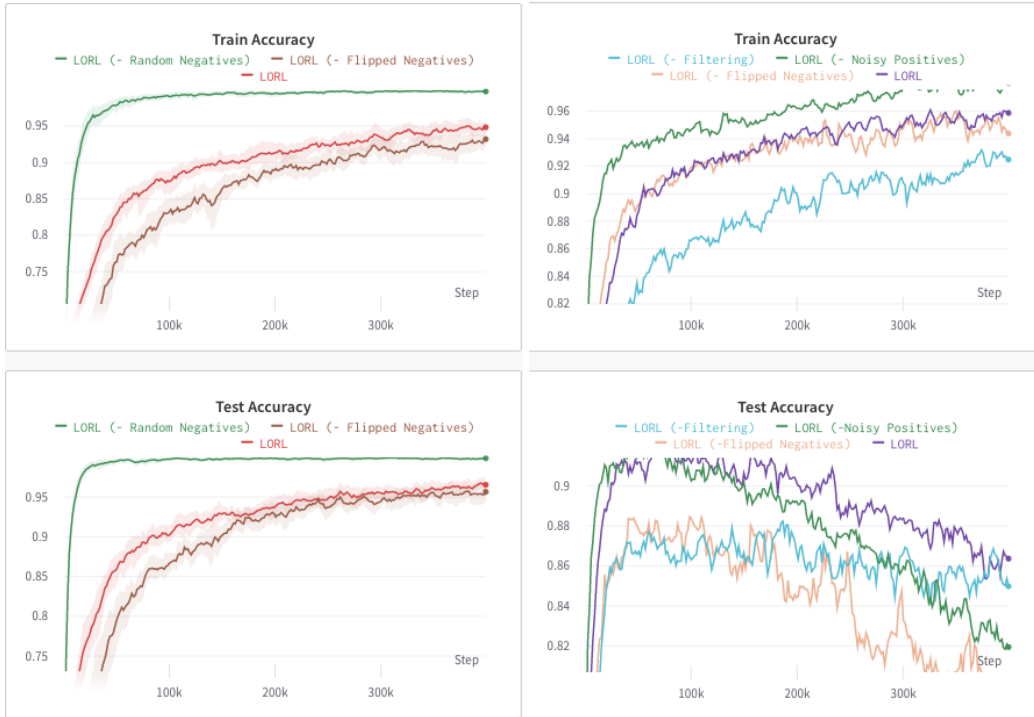 Train Accuracy
LORL (- Random Negatives) LORL (- Flipped Negatives)
LORL
0.95
0.9
0.85
0.8
0.75
Step
100k 200k 300k
Train Accuracy
LORL (- Filtering) LORL (- Noisy Positives)
LORL (- Flipped Negatives) LORL
0.96
0.94
0.92
0.9
0.88
0.86
0.84
0.82
Step
100k 200k 300k
Test Accuracy
LORL (- Random Negatives) LORL (- Flipped Negatives)
LORL
0.95
0.9
0.85
0.8
0.75
Step
100k 200k 300k
Test Accuracy
LORL (-Filtering) LORL (-Noisy Positives)
LORL (-Flipped Negatives) LORL
0.9
0.88
0.86
0.84
0.82
Step
100k 200k 300k